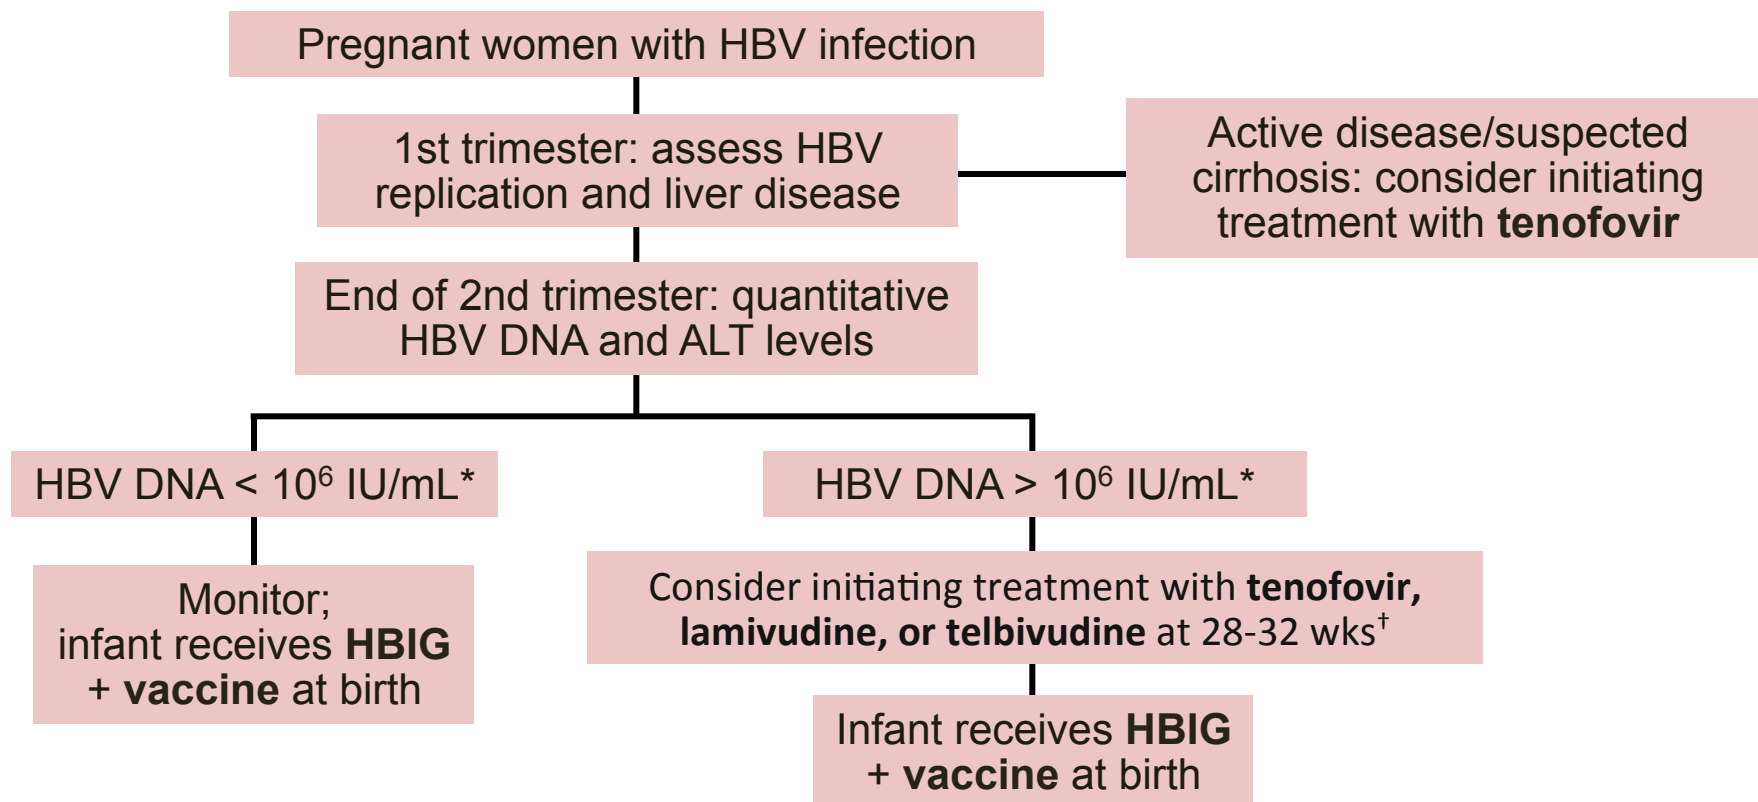 Pregnant women with HBV infection
1st trimester: assess HBV
replication and liver disease
Active disease/suspected
cirrhosis: consider initiating
treatment with tenofovir
End of 2nd trimester: quantitative
HBV DNA and ALT levels
HBV DNA < 10⁶ IU/mL*
HBV DNA > 10⁶ IU/mL*
Monitor;
infant receives HBIG
+ vaccine at birth
Consider initiating treatment with tenofovir,
lamivudine, or telbivudine at 28-32 wks†
Infant receives HBIG
+ vaccine at birth